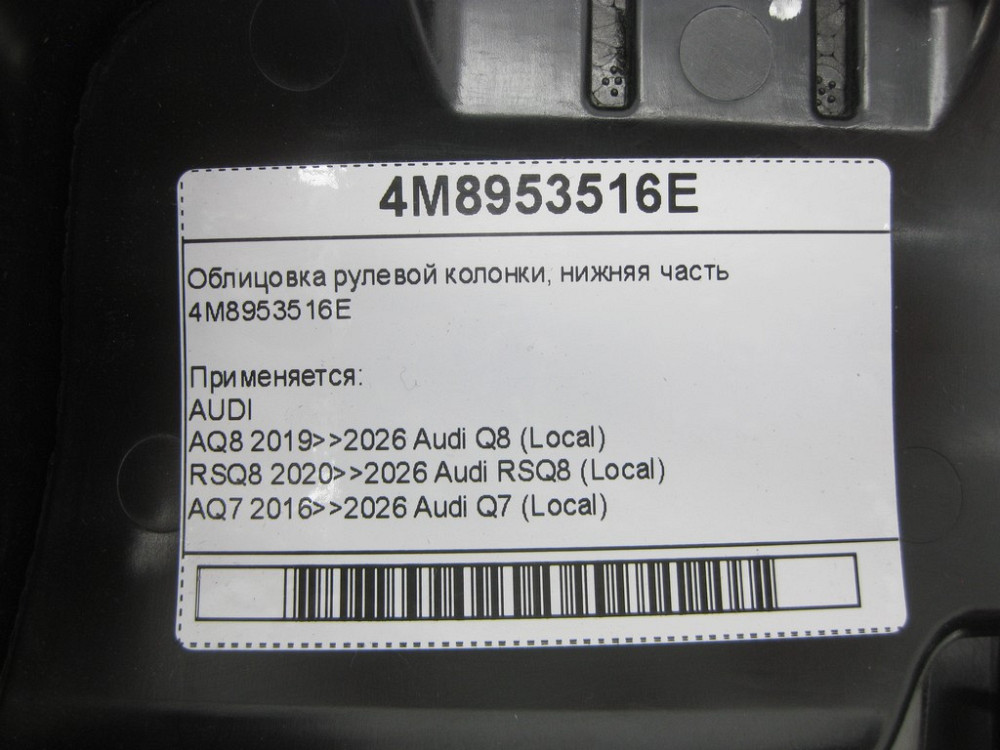 4M8953516E
Облицовка рулевой колонки, нижняя часть
4M8953516E
Применяется:
AUDI
AQ8 2019>>2026 Audi Q8 (Local)
RSQ8 2020>>2026 Audi RSQ8 (Local)
AQ7 2016>>2026 Audi Q7 (Local)